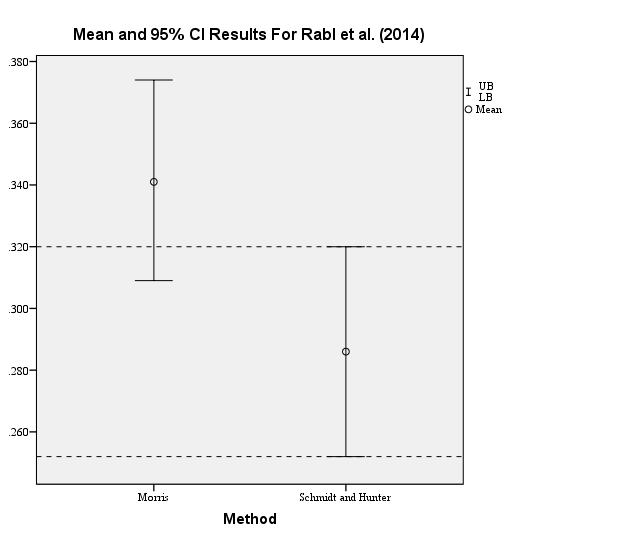 Mean and 95% CI Results For Rabl et al. (2014)
.380
.360
.340
.320
.300
.280
.260
UB
LB
Mean
Morris
Schmidt and Hunter
Method